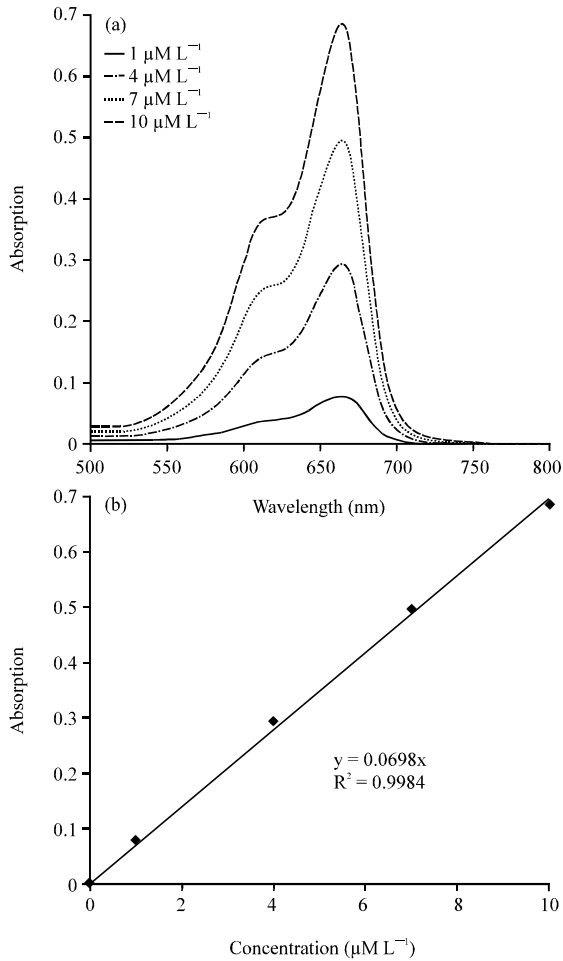 (a)
1 µM L⁻¹
4 µM L⁻¹
7 µM L⁻¹
10 µM L⁻¹
Absorption
0.7
0.6
0.5
0.4
0.3
0.2
0.1
0
500 550 600 650 700 750 800
Wavelength (nm)
(b)
Absorption
0.7
0.6
0.5
0.4
0.3
0.2
0.1
0
y = 0.0698x
R² = 0.9984
0 2 4 6 8 10
Concentration (µM L⁻¹)